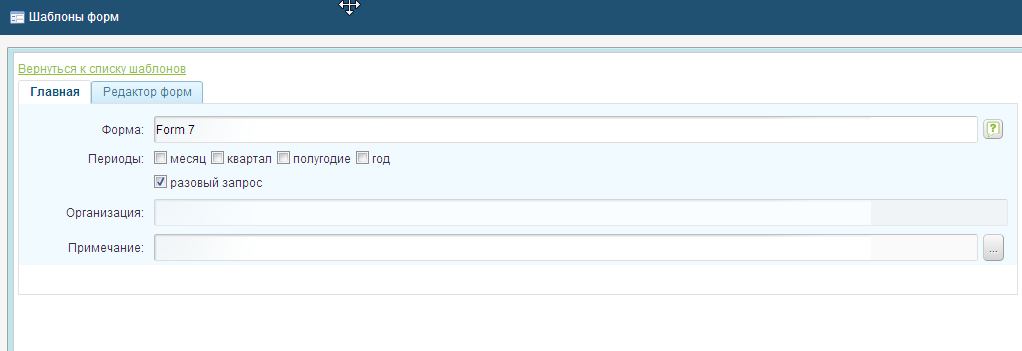 Шаблоны форм
Вернуться к списку шаблонов
Главная Редактор форм
Форма: Form 7 ?
Периоды: месяц квартал полугодие год
разовый запрос
Организация:
Примечание: ...